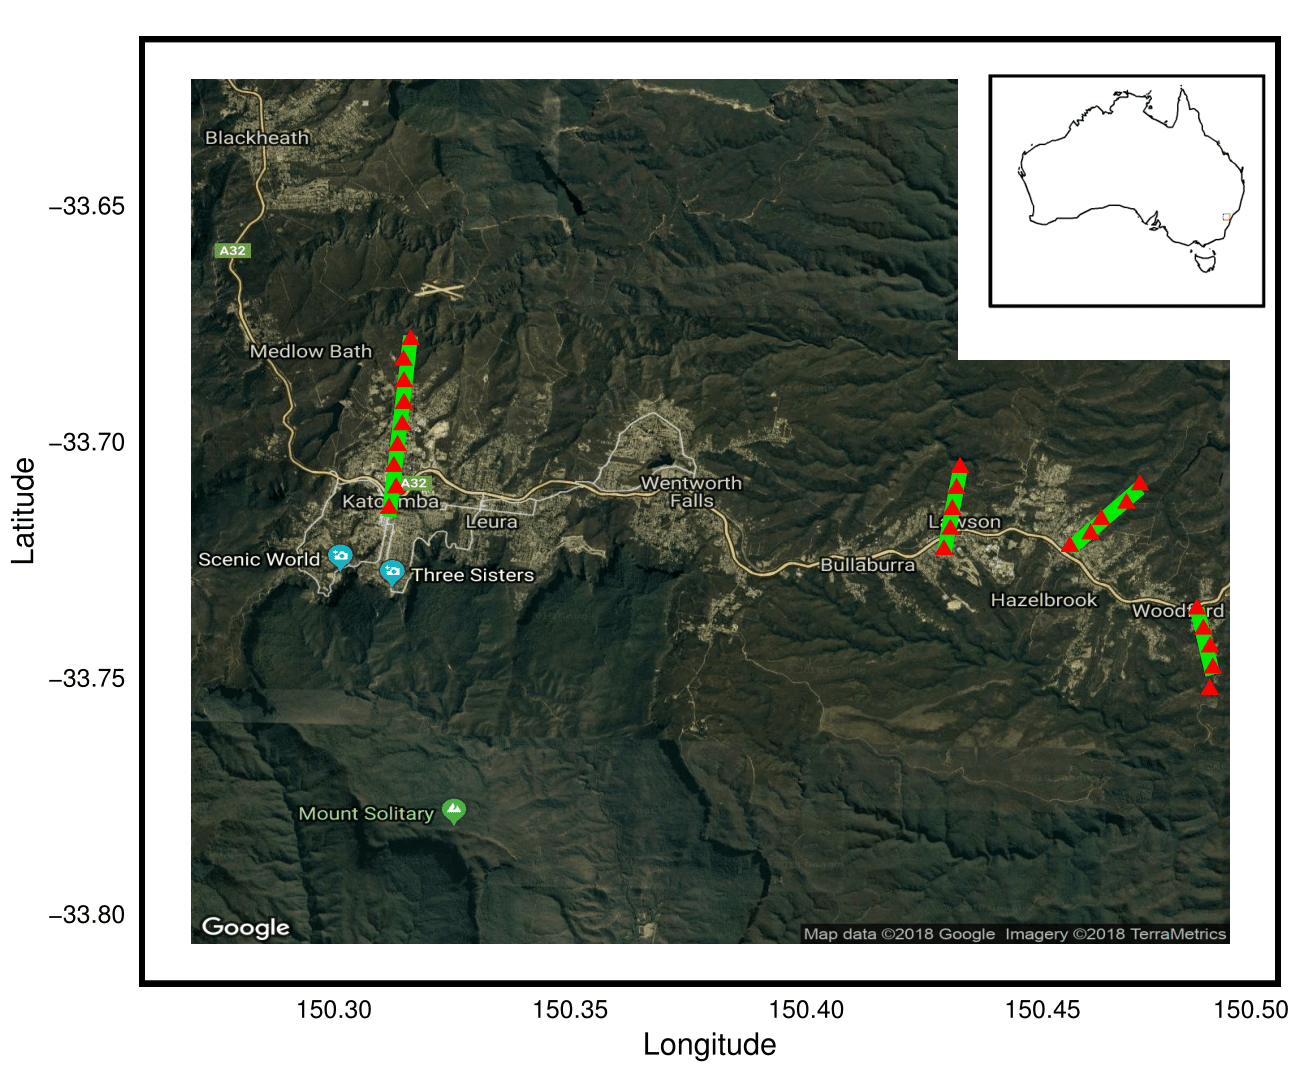 Blackheath
−33.65
A32
Medlow Bath
−33.70
A32
Wentworth
Falls
Katoomba
Leura
Lawson
Scenic World
Three Sisters
Bullaburra
Hazelbrook
Woodford
−33.75
Latitude
Mount Solitary
−33.80
Google
Map data ©2018 Google Imagery ©2018 TerraMetrics
150.30 150.35 150.40 150.45 150.50
Longitude